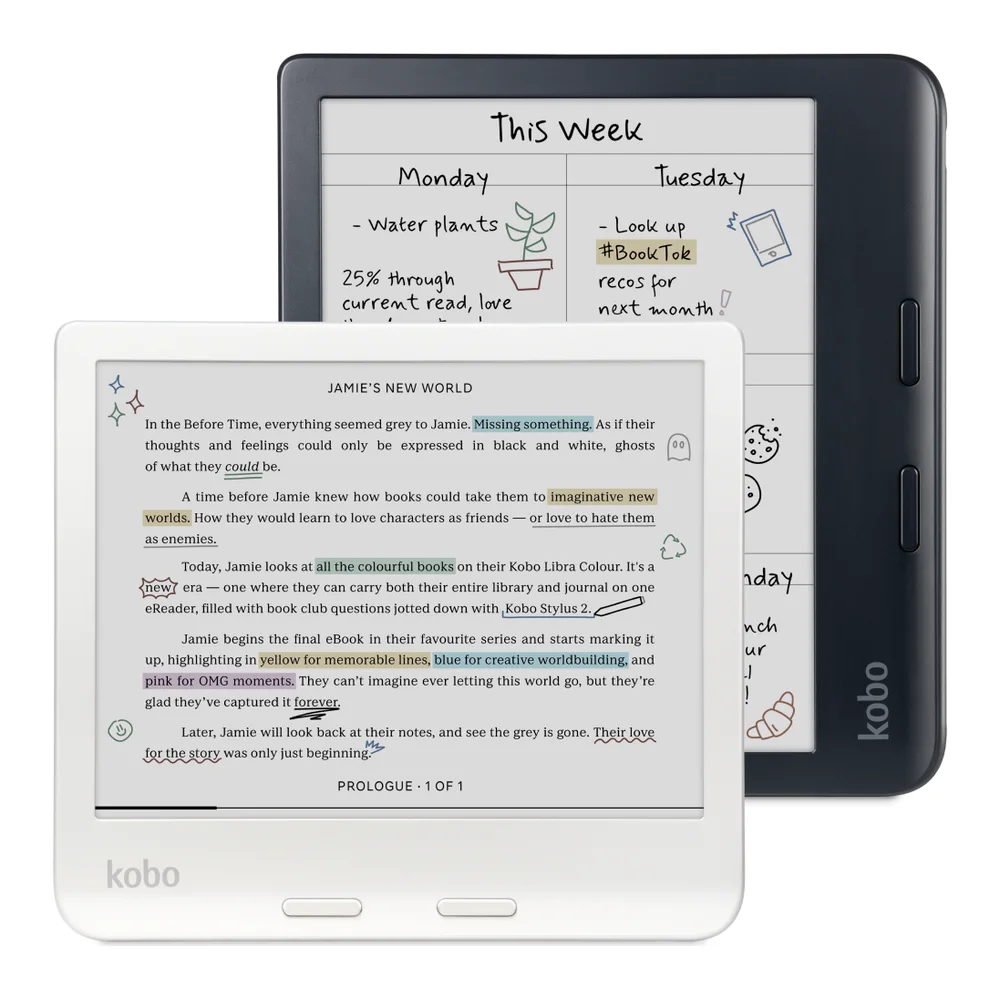 This Week
Monday
Tuesday
- Water plants
25% through
current read, love
- Look up
#BookTok
recos for
next month!
nch
ur
!
kobo
JAMIE'S NEW WORLD
In the Before Time, everything seemed grey to Jamie. Missing something. As if their
thoughts and feelings could only be expressed in black and white, ghosts
of what they could be.
A time before Jamie knew how books could take them to imaginative new
worlds. How they would learn to love characters as friends — or love to hate them
as enemies.
Today, Jamie looks at all the colourful books on their Kobo Libra Colour. It's a
new era — one where they can carry both their entire library and journal on one
eReader, filled with book club questions jotted down with Kobo Stylus 2.
Jamie begins the final eBook in their favourite series and starts marking it
up, highlighting in yellow for memorable lines, blue for creative worldbuilding, and
pink for OMG moments. They can't imagine ever letting this world go, but they're
glad they've captured it forever.
Later, Jamie will look back at their notes, and see the grey is gone. Their love
for the story was only just beginning.
PROLOGUE · 1 OF 1
kobo